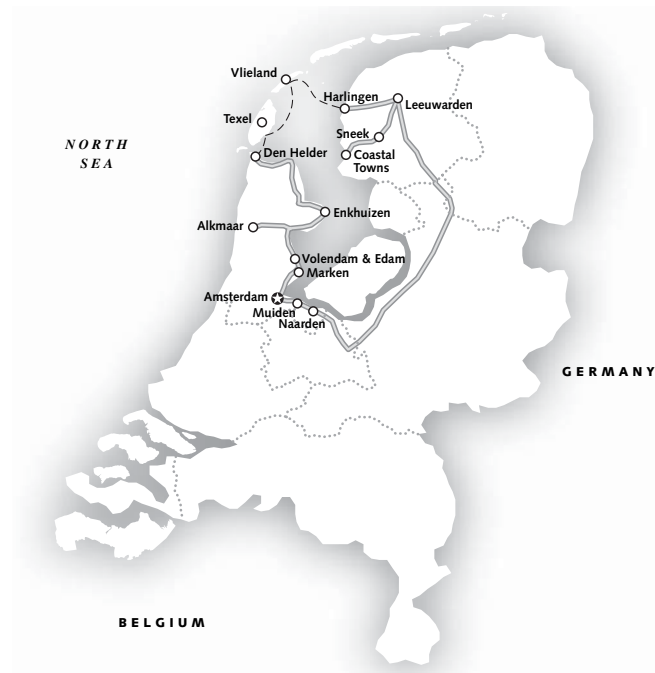 Vlieland
Harlingen
Leeuwarden
Texel
Sneek
NORTH
SEA
Den Helder
Coastal
Towns
Enkhuizen
Alkmaar
Volendam & Edam
Marken
Amsterdam
Muiden
Naarden
GERMANY
BELGIUM